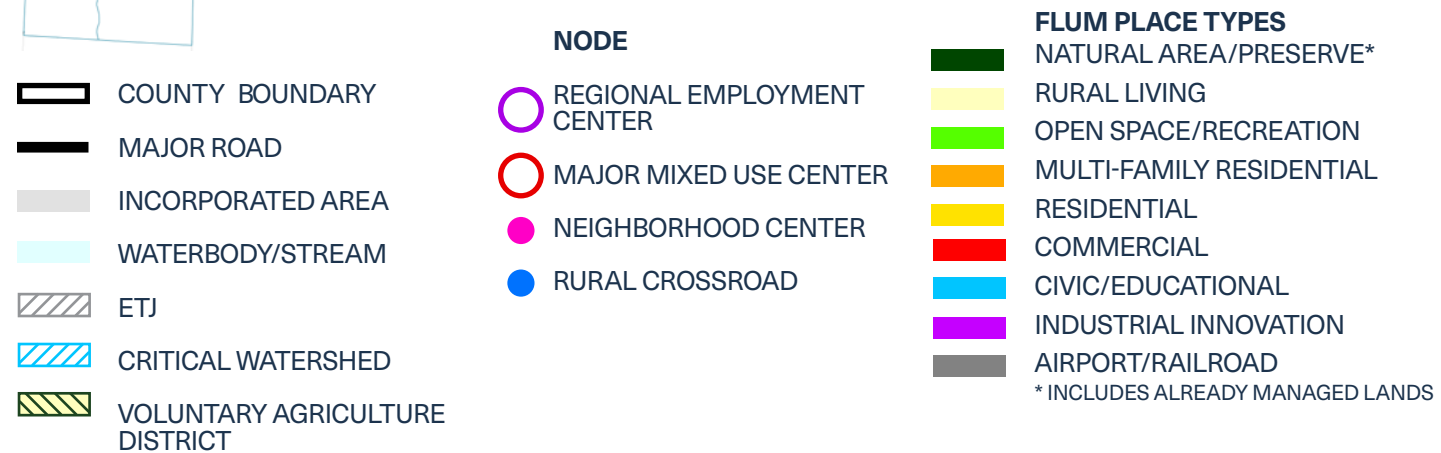 COUNTY BOUNDARY
MAJOR ROAD
INCORPORATED AREA
WATERBODY/STREAM
ETJ
CRITICAL WATERSHED
VOLUNTARY AGRICULTURE
DISTRICT
NODE
REGIONAL EMPLOYMENT
CENTER
MAJOR MIXED USE CENTER
NEIGHBORHOOD CENTER
RURAL CROSSROAD
FLUM PLACE TYPES
NATURAL AREA/PRESERVE*
RURAL LIVING
OPEN SPACE/RECREATION
MULTI-FAMILY RESIDENTIAL
RESIDENTIAL
COMMERCIAL
CIVIC/EDUCATIONAL
INDUSTRIAL INNOVATION
AIRPORT/RAILROAD
* INCLUDES ALREADY MANAGED LANDS